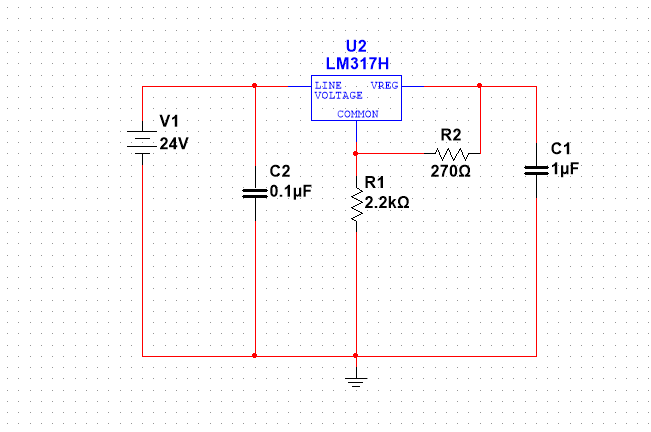 U2
LM317H
LINE VREG
VOLTAGE
COMMON
V1
24V
R2
270Ω
C1
1µF
C2
0.1µF
R1
2.2kΩ